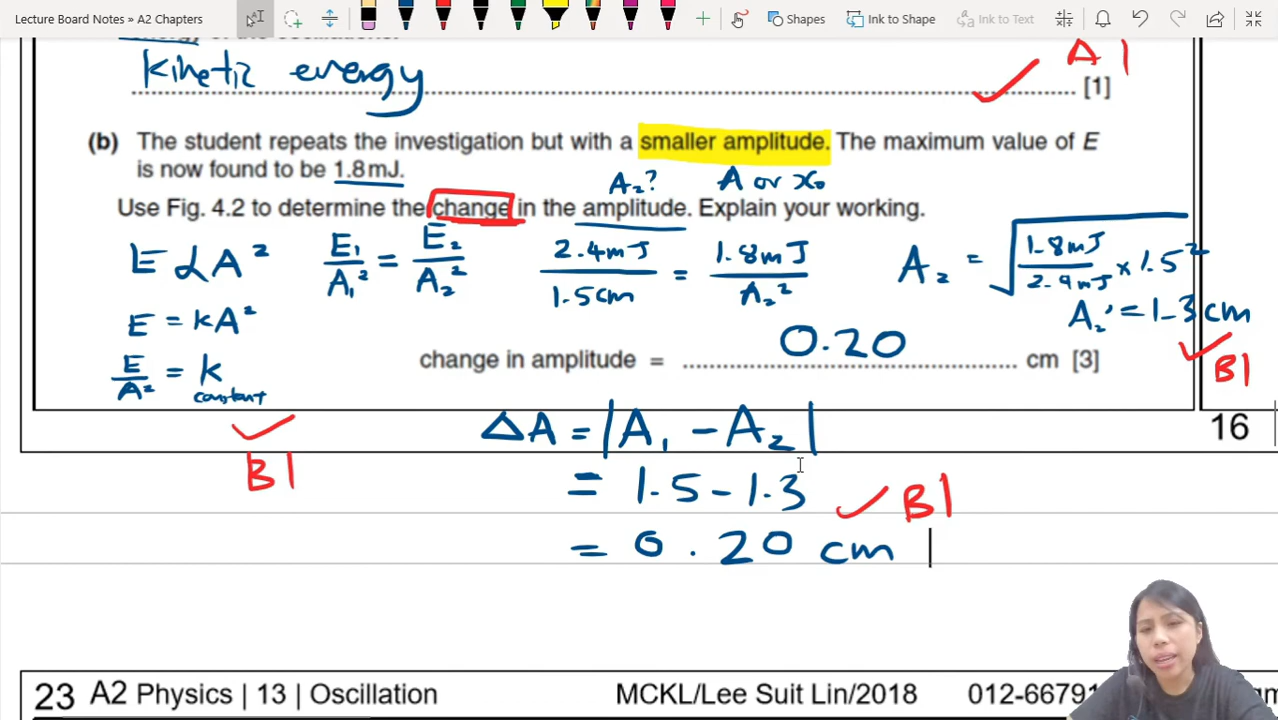 Lecture Board Notes » A2 Chapters
Shapes
Ink to Shape
Ink to Text
kinetic energy
A1
[1]
(b) The student repeats the investigation but with a smaller amplitude. The maximum value of E
is now found to be 1.8mJ.
A₂? A or x₀
Use Fig. 4.2 to determine the change in the amplitude. Explain your working.
E ∝ A²
E₁/A₁² = E₂/A₂²
2.4mJ/1.5cm = 1.8mJ/A₂²
A₂ = √(1.8mJ/2.4mJ × 1.5²)
E = kA²
A₂' = 1.3cm
B1
E/A² = k
constant
B1
change in amplitude = 0.20 cm [3]
16
ΔA = |A₁ - A₂|
= 1.5 - 1.3
B1
= 0.20 cm
23 A2 Physics | 13 | Oscillation
MCKL/Lee Suit Lin/2018